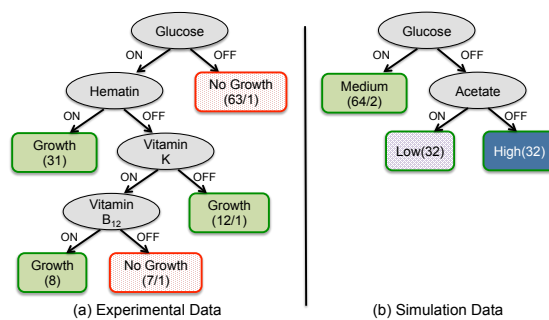 Glucose
ON
OFF
Hematin
No Growth
(63/1)
ON
OFF
Growth
(31)
Vitamin
K
ON
OFF
Vitamin
B12
Growth
(12/1)
ON
OFF
Growth
(8)
No Growth
(7/1)
(a) Experimental Data
Glucose
ON
OFF
Medium
(64/2)
Acetate
ON
OFF
Low(32)
High(32)
(b) Simulation Data